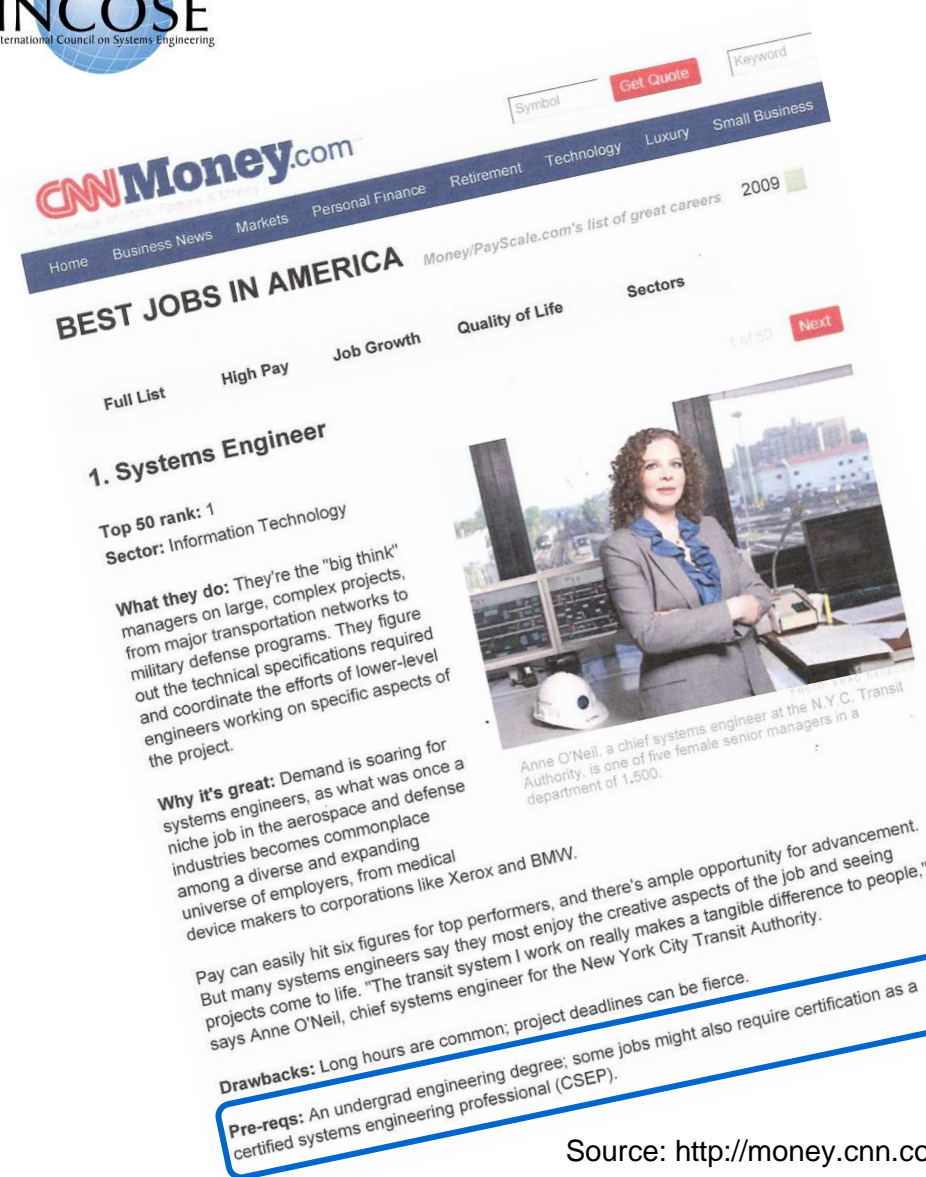 INCOSE
International Council on Systems Engineering
Symbol
Get Quote
Keyword
CNNMoney.com
Home Business News Markets Personal Finance Retirement Technology Luxury Small Business
BEST JOBS IN AMERICA Money/PayScale.com's list of great careers 2009
Full List High Pay Job Growth Quality of Life Sectors
1 of 50 Next
1. Systems Engineer
Top 50 rank: 1
Sector: Information Technology
What they do: They're the "big think"
managers on large, complex projects,
from major transportation networks to
military defense programs. They figure
out the technical specifications required
and coordinate the efforts of lower-level
engineers working on specific aspects of
the project.
Anne O'Neil, a chief systems engineer at the N.Y.C. Transit
Authority, is one of five female senior managers in a
department of 1,500.
Why it's great: Demand is soaring for
systems engineers, as what was once a
niche job in the aerospace and defense
industries becomes commonplace
among a diverse and expanding
universe of employers, from medical
device makers to corporations like Xerox and BMW.
Pay can easily hit six figures for top performers, and there's ample opportunity for advancement.
But many systems engineers say they most enjoy the creative aspects of the job and seeing
projects come to life. "The transit system I work on really makes a tangible difference to people,"
says Anne O'Neil, chief systems engineer for the New York City Transit Authority.
Drawbacks: Long hours are common; project deadlines can be fierce.
Pre-reqs: An undergrad engineering degree; some jobs might also require certification as a
certified systems engineering professional (CSEP).
Source: http://money.cnn.co